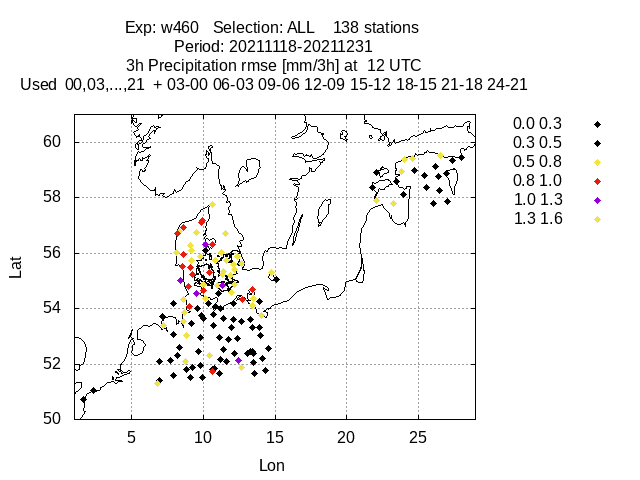 Exp: w460   Selection: ALL    138 stations
Period: 20211118-20211231
3h Precipitation rmse [mm/3h] at  12 UTC
Used  00,03,...,21  + 03-00 06-03 09-06 12-09 15-12 18-15 21-18 24-21
0.0 0.3
0.3 0.5
0.5 0.8
0.8 1.0
1.0 1.3
1.3 1.6
60
58
56
54
52
50
Lat
5 10 15 20 25
Lon